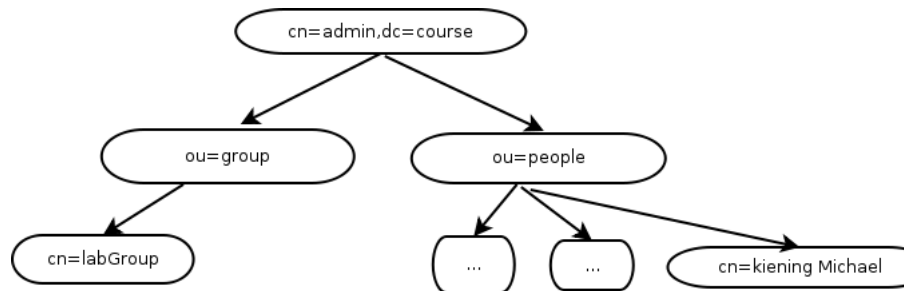 cn=admin,dc=course
ou=group
ou=people
cn=labGroup
...
...
cn=kiening Michael